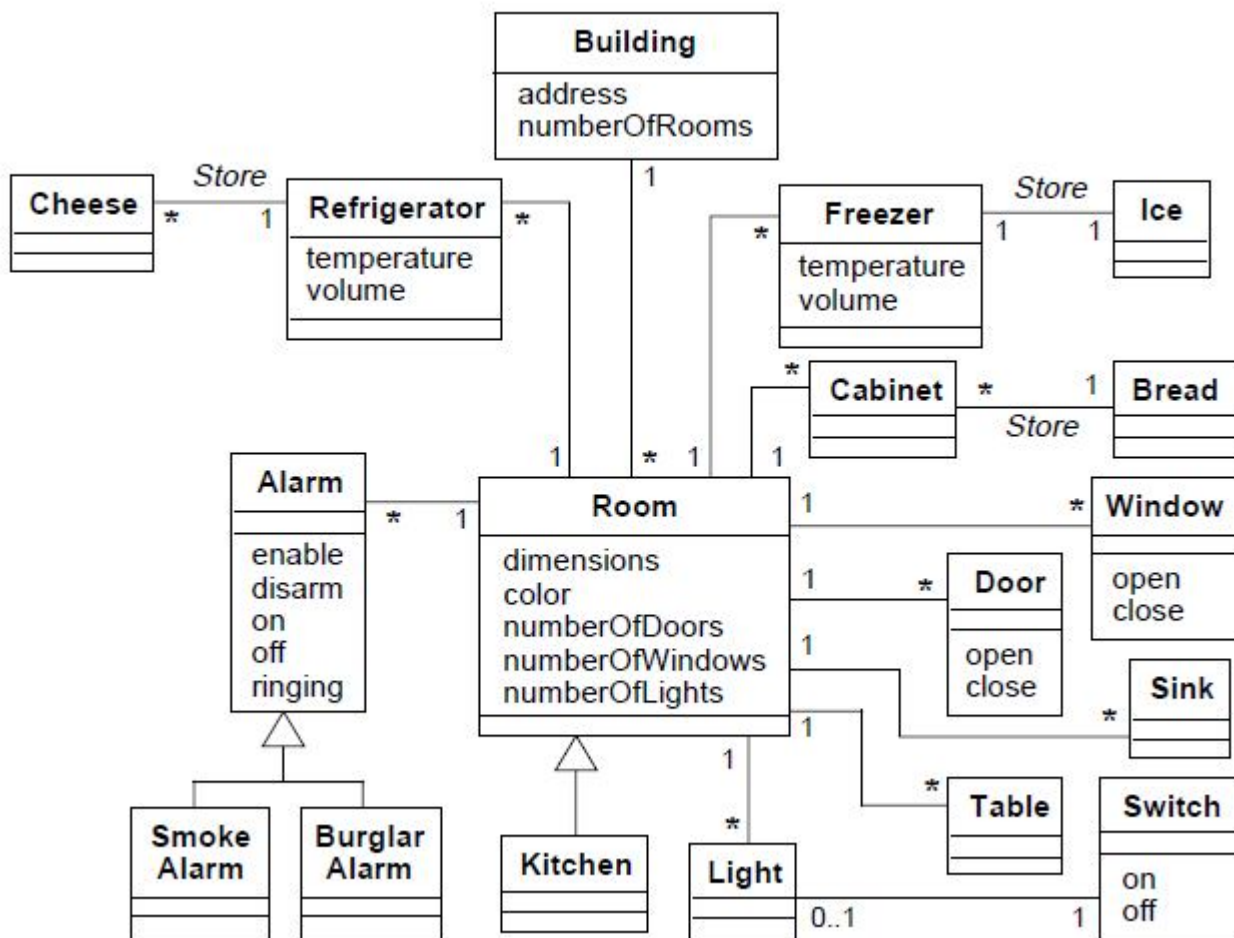 Building
address
numberOfRooms
1
Cheese
*
Store
1
Refrigerator
temperature
volume
*
*
Freezer
temperature
volume
1
Store
1
Ice
*
Cabinet
*
Store
1
Bread
1
*
1
1
Alarm
enable
disarm
on
off
ringing
*
1
Room
dimensions
color
numberOfDoors
numberOfWindows
numberOfLights
1
*
Window
open
close
1
*
Door
open
close
1
*
Sink
1
*
Table
1
*
Smoke
Alarm
Burglar
Alarm
Kitchen
Light
0..1
1
Switch
on
off